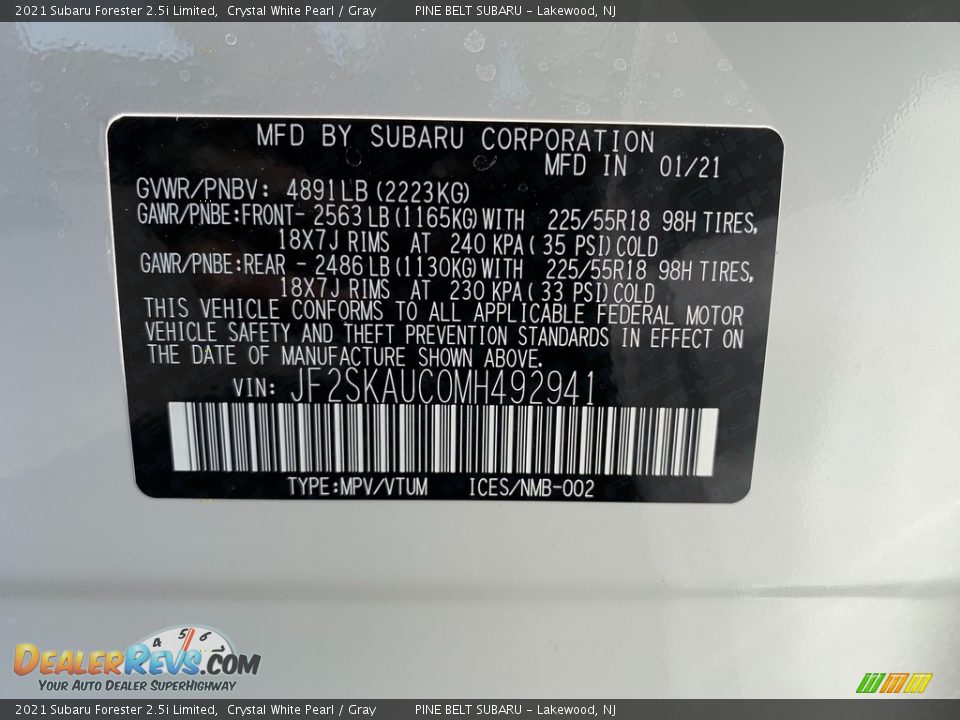 2021 Subaru Forester 2.5i Limited,  Crystal White Pearl / Gray    PINE BELT SUBARU - Lakewood, NJ
MFD BY SUBARU CORPORATION
MFD IN  01/21
GVWR/PNBV: 4891LB (2223KG)
GAWR/PNBE:FRONT- 2563 LB (1165KG) WITH  225/55R18 98H TIRES,
18X7J RIMS  AT  240 KPA ( 35 PSI) COLD
GAWR/PNBE:REAR - 2486 LB (1130KG) WITH  225/55R18 98H TIRES,
18X7J RIMS  AT  230 KPA ( 33 PSI) COLD
THIS VEHICLE CONFORMS TO ALL APPLICABLE FEDERAL MOTOR
VEHICLE SAFETY AND THEFT PREVENTION STANDARDS IN EFFECT ON
THE DATE OF MANUFACTURE SHOWN ABOVE.
VIN: JF2SKAUC0MH492941
TYPE:MPV/VTUM    ICES/NMB-002
4 5 6 7
DEALERREVS.COM
YOUR AUTO DEALER SUPERHIGHWAY
2021 Subaru Forester 2.5i Limited,  Crystal White Pearl / Gray    PINE BELT SUBARU - Lakewood, NJ